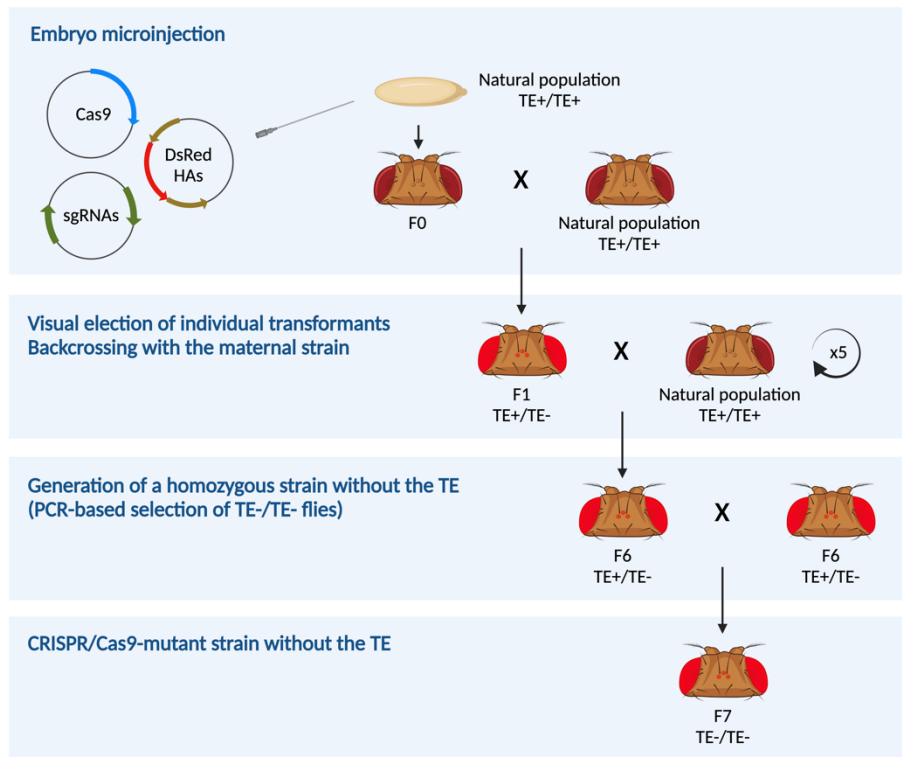 Embryo microinjection
Cas9
DsRed
HAs
sgRNAs
Natural population
TE+/TE+
F0
X
Natural population
TE+/TE+
Visual election of individual transformants
Backcrossing with the maternal strain
F1
TE+/TE-
X
Natural population
TE+/TE+
x5
Generation of a homozygous strain without the TE
(PCR-based selection of TE-/TE- flies)
F6
TE+/TE-
X
F6
TE+/TE-
CRISPR/Cas9-mutant strain without the TE
F7
TE-/TE-